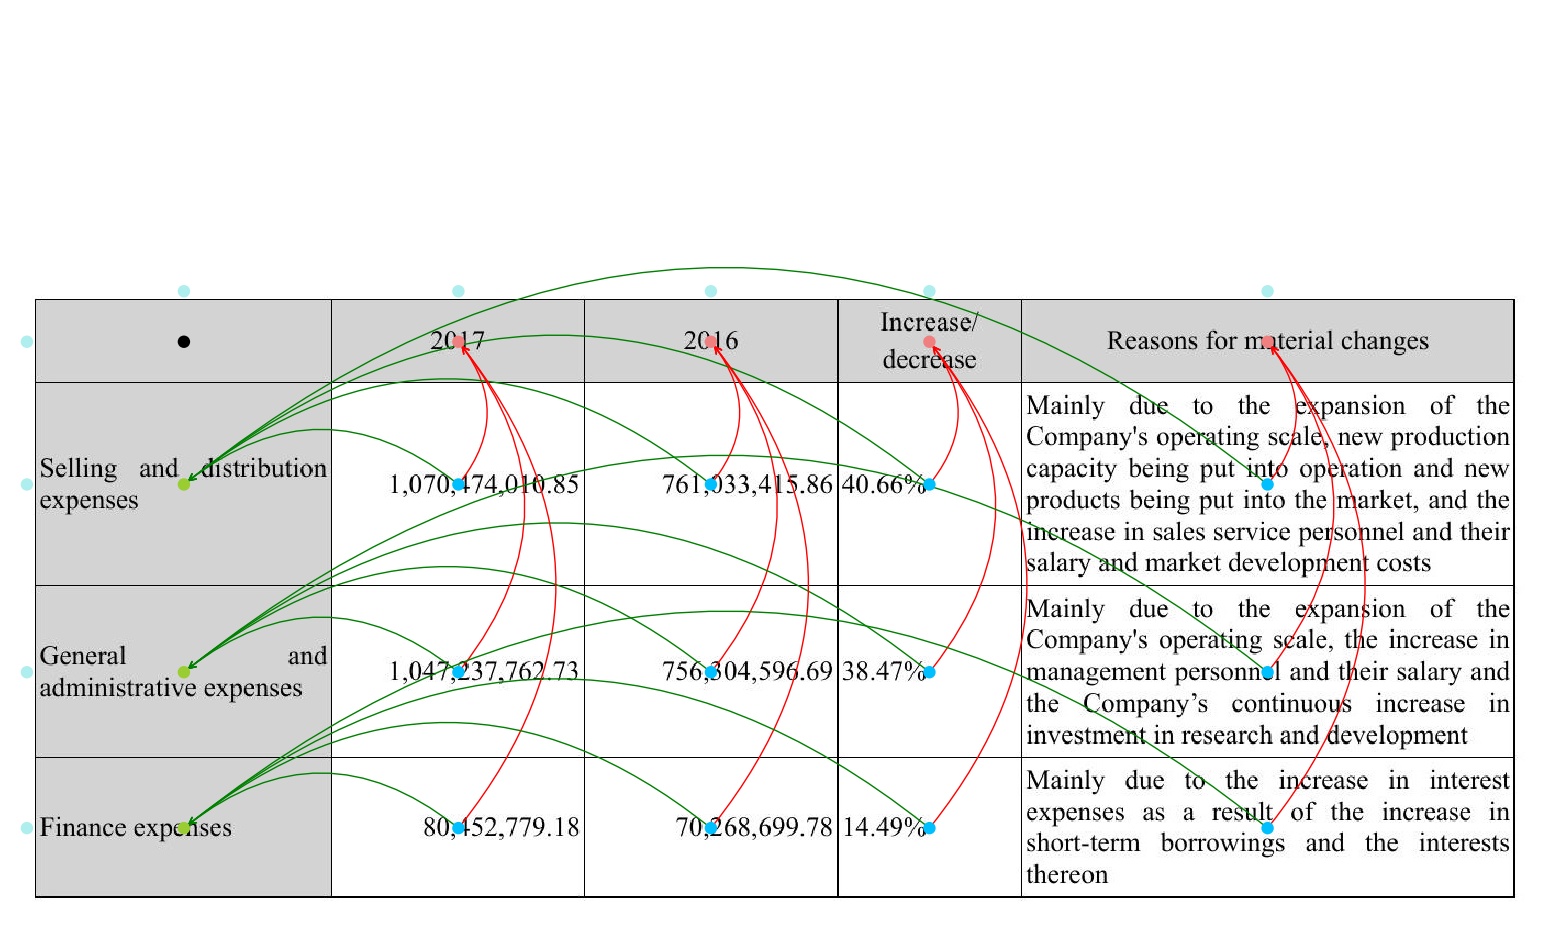 2017
2016
Increase/
decrease
Reasons for material changes
Selling and distribution
expenses
1,070,474,010.85
761,033,415.86
40.66%
Mainly due to the expansion of the
Company's operating scale, new production
capacity being put into operation and new
products being put into the market, and the
increase in sales service personnel and their
salary and market development costs
General and
administrative expenses
1,047,237,762.73
756,304,596.69
38.47%
Mainly due to the expansion of the
Company's operating scale, the increase in
management personnel and their salary and
the Company’s continuous increase in
investment in research and development
Finance expenses
80,452,779.18
70,268,699.78
14.49%
Mainly due to the increase in interest
expenses as a result of the increase in
short-term borrowings and the interests
thereon